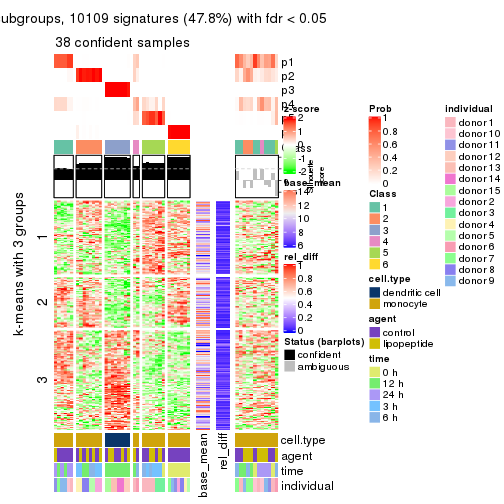 subgroups, 10109 signatures (47.8%) with fdr < 0.05
38 confident samples
p1
p2
p3
p4
p5
k-means with 3 groups
1
2
3
cell.type
agent
time
individual
base_mean
rel_diff
z-score
2
1
0
-1
-2
Silhouette
score
base_mean
14
12
10
8
6
rel_diff
1
0.8
0.6
0.4
0.2
0
Status (barplots)
confident
ambiguous
Prob
1
0.8
0.6
0.4
0.2
0
Class
1
2
3
4
5
6
cell.type
dendritic cell
monocyte
agent
control
lipopeptide
time
0 h
12 h
24 h
3 h
6 h
individual
donor 1
donor 10
donor 11
donor 12
donor 13
donor 14
donor 15
donor 2
donor 3
donor 4
donor 5
donor 6
donor 7
donor 8
donor 9